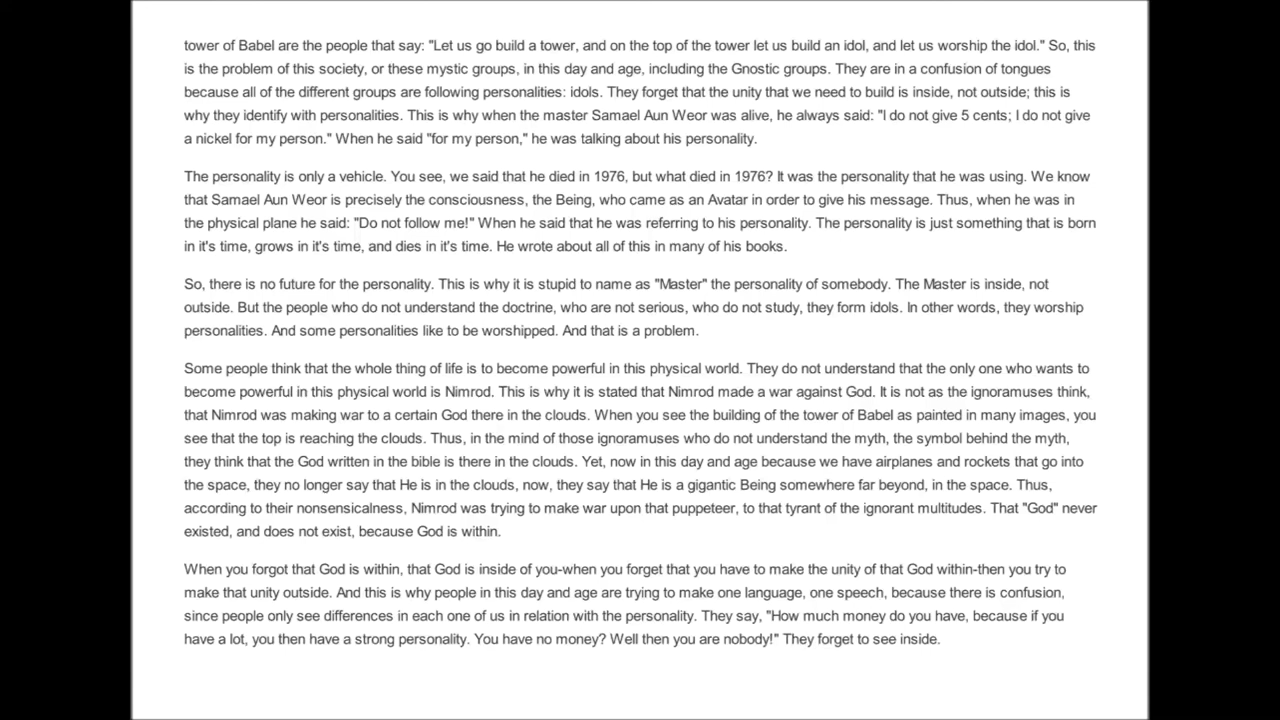 tower of Babel are the people that say: "Let us go build a tower, and on the top of the tower let us build an idol, and let us worship the idol." So, this
is the problem of this society, or these mystic groups, in this day and age, including the Gnostic groups. They are in a confusion of tongues
because all of the different groups are following personalities: idols. They forget that the unity that we need to build is inside, not outside; this is
why they identify with personalities. This is why when the master Samael Aun Weor was alive, he always said: "I do not give 5 cents; I do not give
a nickel for my person." When he said "for my person," he was talking about his personality.
The personality is only a vehicle. You see, we said that he died in 1976, but what died in 1976? It was the personality that he was using. We know
that Samael Aun Weor is precisely the consciousness, the Being, who came as an Avatar in order to give his message. Thus, when he was in
the physical plane he said: "Do not follow me!" When he said that he was referring to his personality. The personality is just something that is born
in it's time, grows in it's time, and dies in it's time. He wrote about all of this in many of his books.
So, there is no future for the personality. This is why it is stupid to name as "Master" the personality of somebody. The Master is inside, not
outside. But the people who do not understand the doctrine, who are not serious, who do not study, they form idols. In other words, they worship
personalities. And some personalities like to be worshipped. And that is a problem.
Some people think that the whole thing of life is to become powerful in this physical world. They do not understand that the only one who wants to
become powerful in this physical world is Nimrod. This is why it is stated that Nimrod made a war against God. It is not as the ignoramuses think,
that Nimrod was making war to a certain God there in the clouds. When you see the building of the tower of Babel as painted in many images, you
see that the top is reaching the clouds. Thus, in the mind of those ignoramuses who do not understand the myth, the symbol behind the myth,
they think that the God written in the bible is there in the clouds. Yet, now in this day and age because we have airplanes and rockets that go into
the space, they no longer say that He is in the clouds, now, they say that He is a gigantic Being somewhere far beyond, in the space. Thus,
according to their nonsensicalness, Nimrod was trying to make war upon that puppeteer, to that tyrant of the ignorant multitudes. That "God" never
existed, and does not exist, because God is within.
When you forgot that God is within, that God is inside of you-when you forget that you have to make the unity of that God within-then you try to
make that unity outside. And this is why people in this day and age are trying to make one language, one speech, because there is confusion,
since people only see differences in each one of us in relation with the personality. They say, "How much money do you have, because if you
have a lot, you then have a strong personality. You have no money? Well then you are nobody!" They forget to see inside.